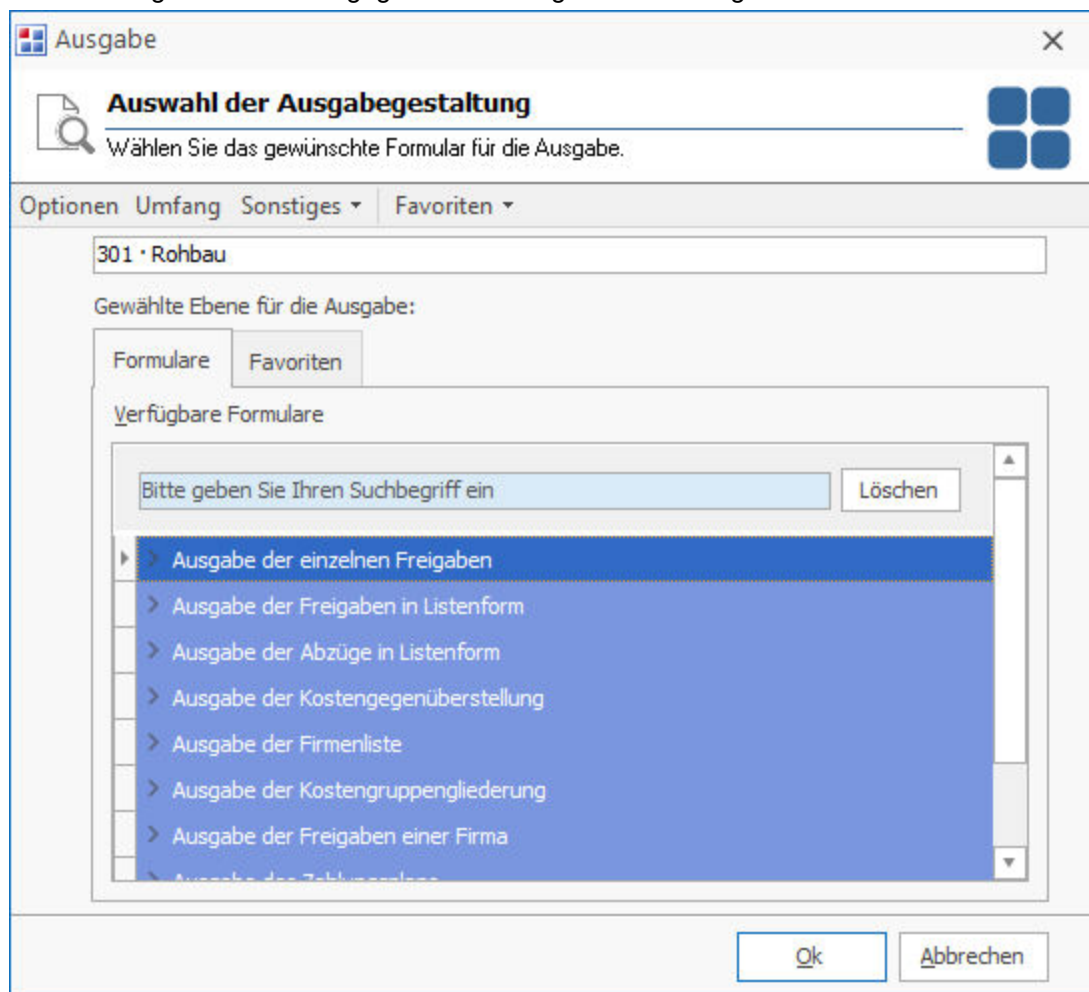 Ausgabe
Auswahl der Ausgabegestaltung
Wählen Sie das gewünschte Formular für die Ausgabe.
Optionen Umfang Sonstiges Favoriten
301 · Rohbau
Gewählte Ebene für die Ausgabe:
Formulare Favoriten
Verfügbare Formulare
Bitte geben Sie Ihren Suchbegriff ein Löschen
Ausgabe der einzelnen Freigaben
Ausgabe der Freigaben in Listenform
Ausgabe der Abzüge in Listenform
Ausgabe der Kostengegenüberstellung
Ausgabe der Firmenliste
Ausgabe der Kostengruppengliederung
Ausgabe der Freigaben einer Firma
Ok Abbrechen